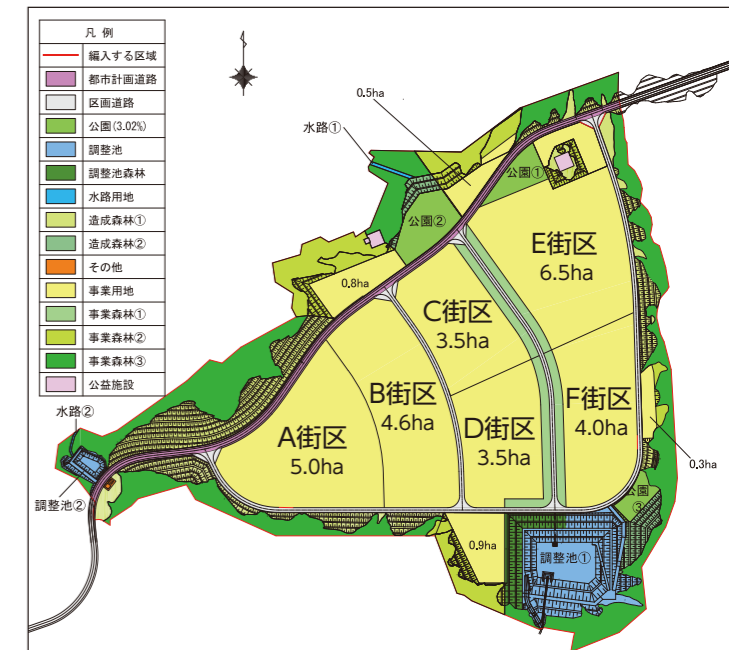 凡 例
編入する区域
都市計画道路
区画道路
公園(3.02%)
調整池
調整池森林
水路用地
造成森林①
造成森林②
その他
事業用地
事業森林①
事業森林②
事業森林③
公益施設
0.5ha
水路①
公園①
公園②
E街区
6.5ha
0.8ha
C街区
3.5ha
B街区
4.6ha
F街区
4.0ha
A街区
5.0ha
D街区
3.5ha
水路②
0.3ha
調整池②
公園
3
0.9ha
調整池①